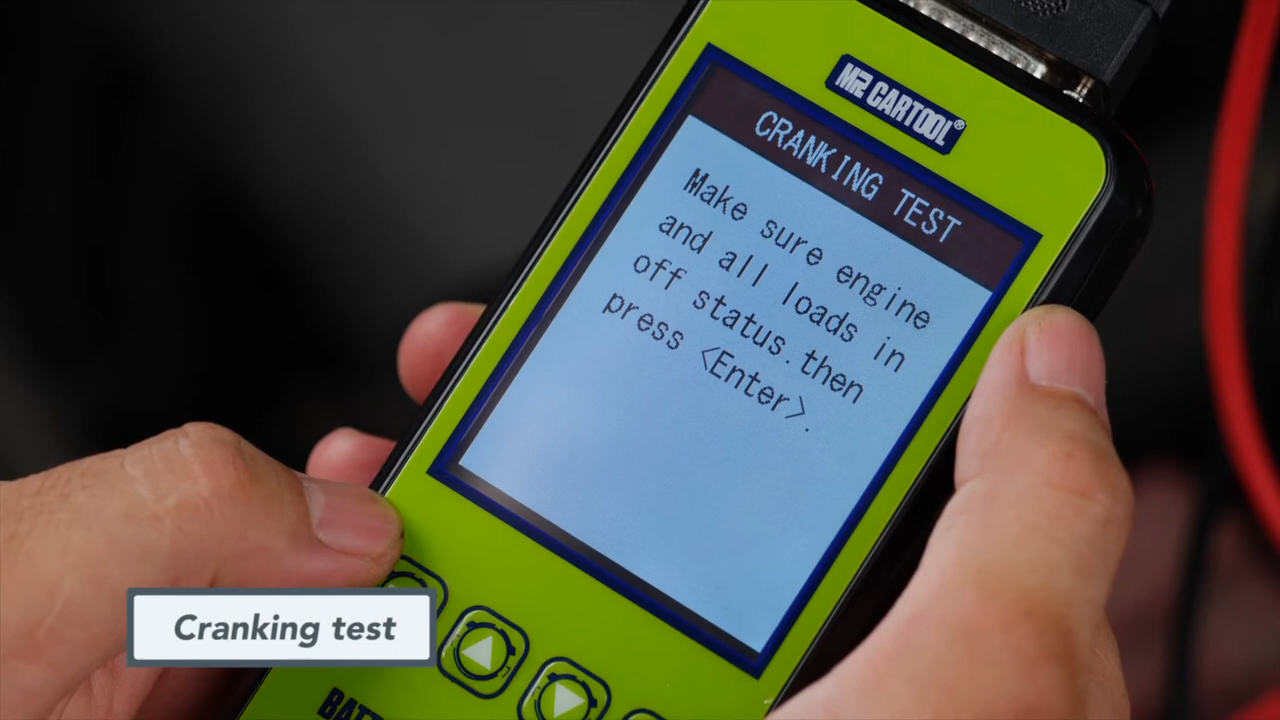 MR CARTOOL®
CRANKING TEST
Make sure engine
and all loads in
off status.then
press <Enter>.
Cranking test